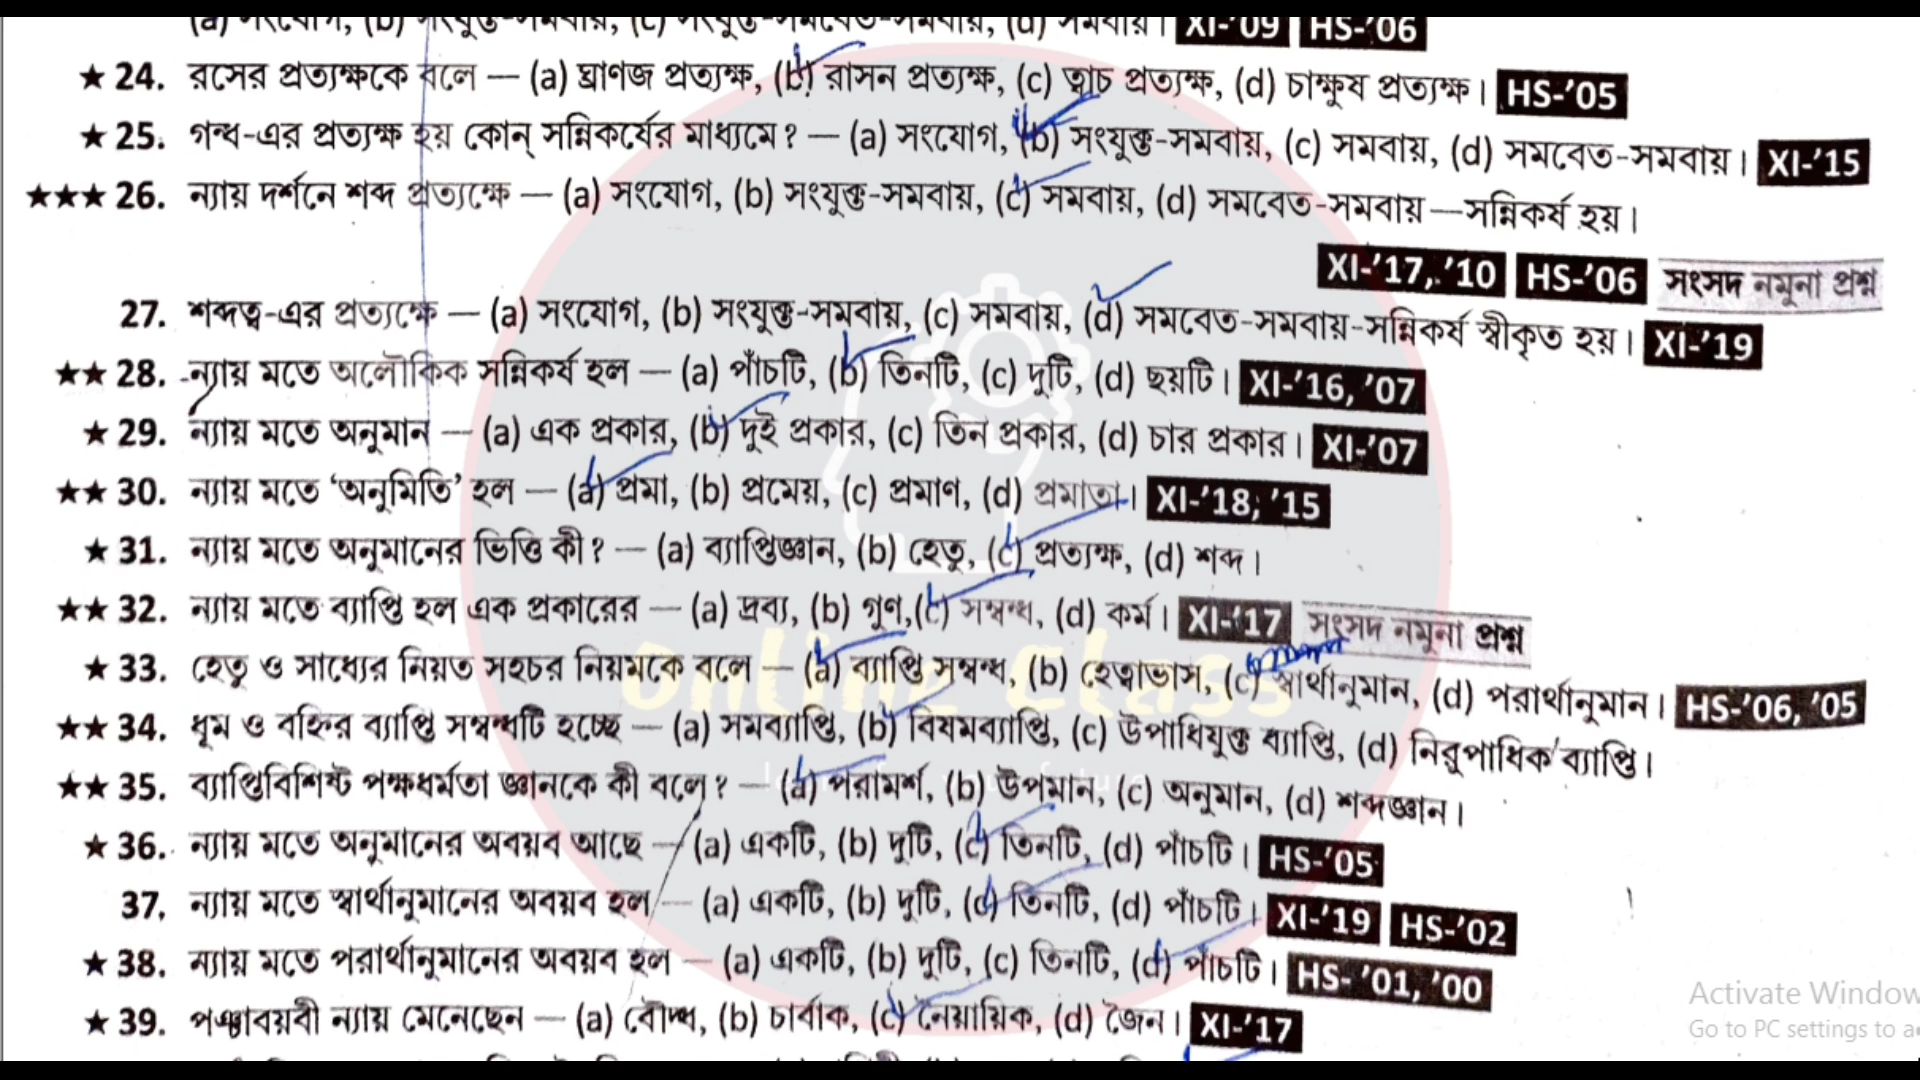 (a) সংযোগ, (b) সংযুক্ত-সমবায়, (c) সংযুক্ত-সমবেত-সমবায়, (d) সমবায়। XI-'09 HS-'06
★ 24. রসের প্রত্যক্ষকে বলে — (a) ঘ্রাণজ প্রত্যক্ষ, (b) রাসন প্রত্যক্ষ, (c) ত্বাচ প্রত্যক্ষ, (d) চাক্ষুষ প্রত্যক্ষ। HS-'05
★ 25. গন্ধ-এর প্রত্যক্ষ হয় কোন্ সন্নিকর্ষের মাধ্যমে? — (a) সংযোগ, (b) সংযুক্ত-সমবায়, (c) সমবায়, (d) সমবেত-সমবায়। XI-'15
★★★ 26. ন্যায় দর্শনে শব্দ প্রত্যক্ষে — (a) সংযোগ, (b) সংযুক্ত-সমবায়, (c) সমবায়, (d) সমবেত-সমবায়—সন্নিকর্ষ হয়।
XI-'17, '10 HS-'06 সংসদ নমুনা প্রশ্ন
27. শব্দত্ব-এর প্রত্যক্ষে — (a) সংযোগ, (b) সংযুক্ত-সমবায়, (c) সমবায়, (d) সমবেত-সমবায়-সন্নিকর্ষ স্বীকৃত হয়। XI-'19
★★ 28. ন্যায় মতে অলৌকিক সন্নিকর্ষ হল — (a) পাঁচটি, (b) তিনটি, (c) দুটি, (d) ছয়টি। XI-'16, '07
★ 29. ন্যায় মতে অনুমান — (a) এক প্রকার, (b) দুই প্রকার, (c) তিন প্রকার, (d) চার প্রকার। XI-'07
★★ 30. ন্যায় মতে 'অনুমিতি' হল — (a) প্রমা, (b) প্রমেয়, (c) প্রমাণ, (d) প্রমাতা। XI-'18; '15
★ 31. ন্যায় মতে অনুমানের ভিত্তি কী? — (a) ব্যাপ্তিজ্ঞান, (b) হেতু, (c) প্রত্যক্ষ, (d) শব্দ।
★★ 32. ন্যায় মতে ব্যাপ্তি হল এক প্রকারের — (a) দ্রব্য, (b) গুণ, (c) সম্বন্ধ, (d) কর্ম। XI-'17 সংসদ নমুনা প্রশ্ন
★ 33. হেতু ও সাধ্যের নিয়ত সহচর নিয়মকে বলে — (a) ব্যাপ্তি সম্বন্ধ, (b) হেত্বাভাস, (c) স্বার্থানুমান, (d) পরার্থানুমান। HS-'06, '05
★★ 34. ধূম ও বহ্নির ব্যাপ্তি সম্বন্ধটি হচ্ছে — (a) সমব্যাপ্তি, (b) বিষমব্যাপ্তি, (c) উপাধিযুক্ত ব্যাপ্তি, (d) নিরুপাধিক ব্যাপ্তি।
★★ 35. ব্যাপ্তিবিশিষ্ট পক্ষধর্মতা জ্ঞানকে কী বলে? — (a) পরামর্শ, (b) উপমান, (c) অনুমান, (d) শব্দজ্ঞান।
★ 36. ন্যায় মতে অনুমানের অবয়ব আছে — (a) একটি, (b) দুটি, (c) তিনটি, (d) পাঁচটি। HS-'05
37. ন্যায় মতে স্বার্থানুমানের অবয়ব হল — (a) একটি, (b) দুটি, (c) তিনটি, (d) পাঁচটি। XI-'19 HS-'02
★ 38. ন্যায় মতে পরার্থানুমানের অবয়ব হল — (a) একটি, (b) দুটি, (c) তিনটি, (d) পাঁচটি। HS- '01, '00
★ 39. পঞ্চাবয়বী ন্যায় মেনেছেন — (a) বৌদ্ধ, (b) চার্বাক, (c) নৈয়ায়িক, (d) জৈন। XI-'17
Online Class
Activate Window
Go to PC settings to a